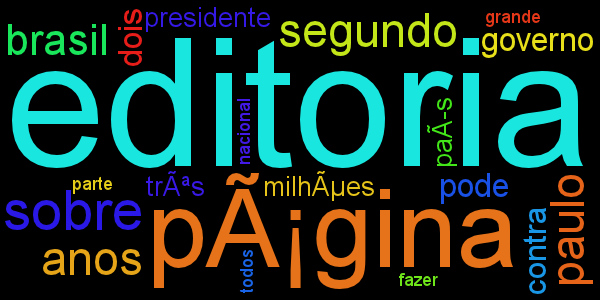 presidente
grande
brasil
dois
segundo
governo
editoria
nacional
paÃ-s
parte
trÃªs
milhÃµes
pode
sobre
pÃ¡gina
contra
paulo
anos
todos
fazer